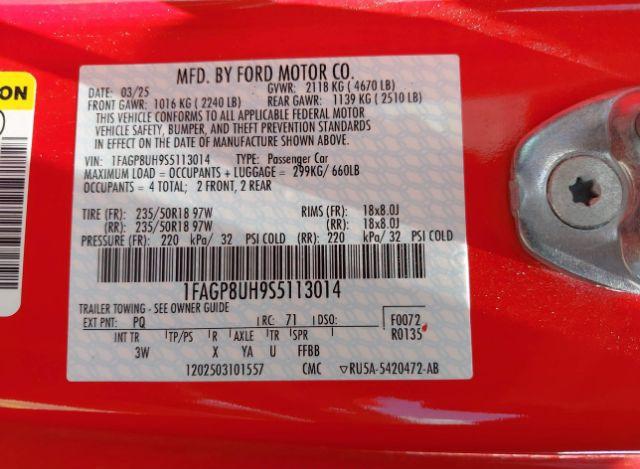 ON
MFD. BY FORD MOTOR CO.
DATE: 03/25 GVWR: 2118 KG ( 4670 LB)
FRONT GAWR: 1016 KG ( 2240 LB) REAR GAWR: 1139 KG ( 2510 LB)
THIS VEHICLE CONFORMS TO ALL APPLICABLE FEDERAL MOTOR
VEHICLE SAFETY, BUMPER, AND THEFT PREVENTION STANDARDS
IN EFFECT ON THE DATE OF MANUFACTURE SHOWN ABOVE.
VIN: 1FAGP8UH9S5113014 TYPE: Passenger Car
MAXIMUM LOAD = OCCUPANTS + LUGGAGE = 299KG/ 660LB
OCCUPANTS = 4 TOTAL; 2 FRONT, 2 REAR
TIRE (FR): 235/50R18 97W RIMS (FR): 18x8.0J
(RR): 235/50R18 97W (RR): 18x8.0J
PRESSURE (FR): 220 kPa/ 32 PSI COLD (RR): 220 kPa/ 32 PSI COLD
1FAGP8UH9S5113014
TRAILER TOWING - SEE OWNER GUIDE
EXT PNT: PQ RC: 71 DSO: F0072
INT TR TP/PS R AXLE TR SPR R0135
3W X YA U FFBB
1202503101557 CMC ▽RU5A-5420472-AB